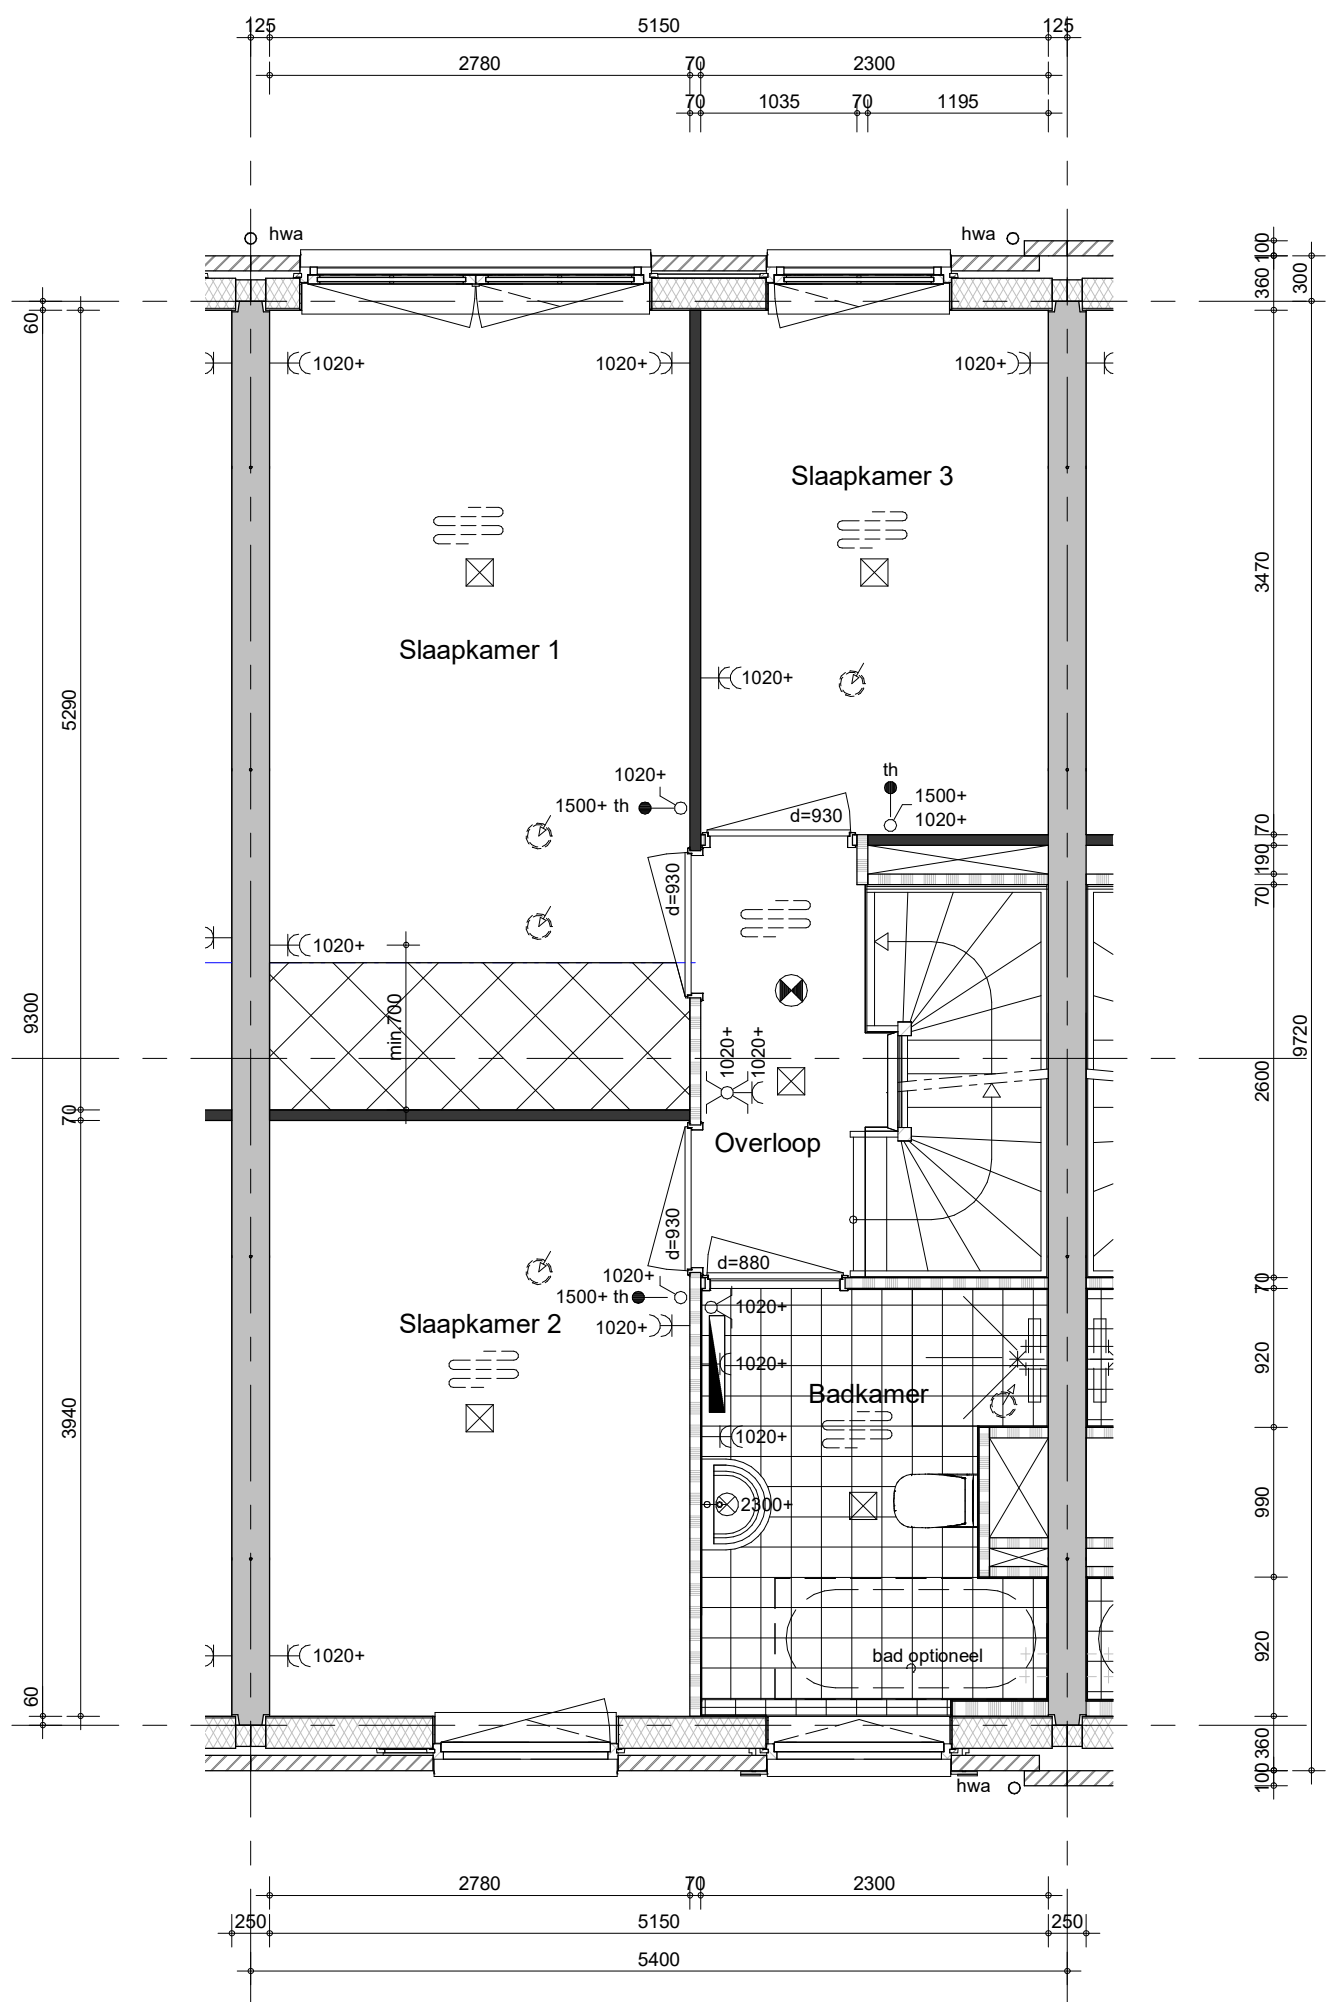 125 5150 125
2780 70 2300
70 1035 70 1195
hwa hwa
100
360
300
60
1020+ 1020+ 1020+
Slaapkamer 3
3470
Slaapkamer 1
1020+
5290
th
1020+
1500+ th
1500+
1020+
d=930
70
190
70
d=930
1020+
min.700
9300
9720
1020+
1020+
2600
70
Overloop
d=930
d=880
1020+
1500+ th
1020+
1020+
70
Slaapkamer 2
1020+
920
Badkamer
3940
1020+
2300+
990
bad optioneel
920
1020+
60
360
100
hwa
2780 70 2300
250 5150 250
5400